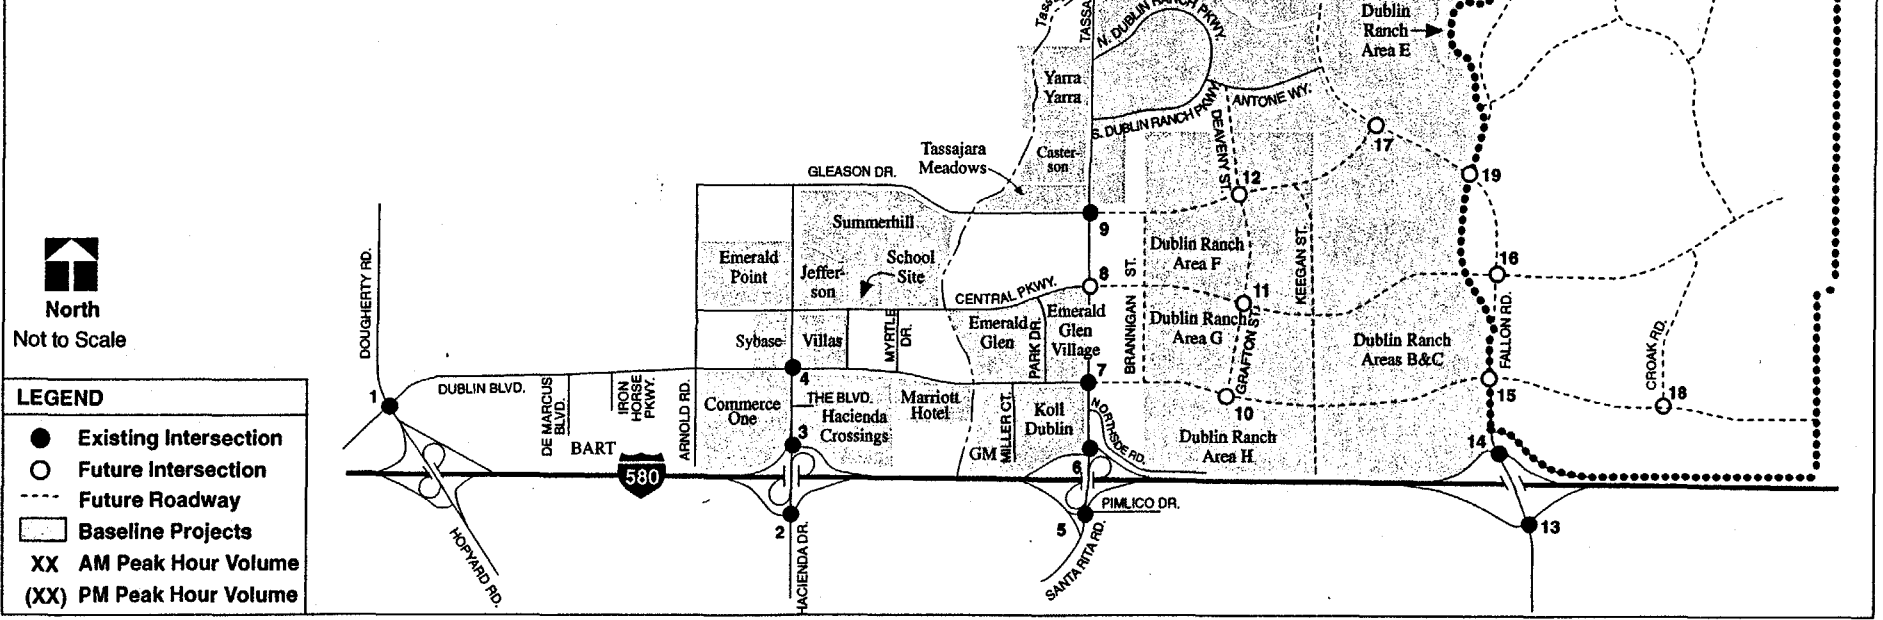 Dublin
Ranch
Area E
TASSA
N. DUBLIN RANCH PKWY.
Yarra
Yarra
ANTONE WY.
S. DUBLIN RANCH PKWY.
DEAVENY ST.
17
Tassajara
Meadows
Caster-
son
GLEASON DR.
12
19
Summerhill
9
Dublin Ranch
Area F
KEEGAN ST.
Emerald
Point
Jeffer-
son
School
Site
8
ST.
16
North
Not to Scale
DOUGHERTY RD.
CENTRAL PKWY.
11
Sybase
Villas
MYRTLE
DR.
Emerald
Glen
PARK DR.
Emerald
Glen
Village
BRANNIGAN
Dublin Ranch
Area G
GRAFTON ST.
Dublin Ranch
Areas B&C
FALLON RD.
CROAK RD.
4
7
1
DUBLIN BLVD.
DE MARCUS
BLVD.
IRON
HORSE
PKWY.
ARNOLD RD.
Commerce
One
THE BLVD.
Hacienda
Crossings
Marriott
Hotel
MILLER CT.
Koll
Dublin
NORTHSIDE RD.
10
15
18
Dublin Ranch
Area H
3
BART
GM
6
14
580
2
5
PIMLICO DR.
13
HOPYARD RD.
HACIENDA DR.
SANTA RITA RD.
LEGEND
Existing Intersection
Future Intersection
Future Roadway
Baseline Projects
XX AM Peak Hour Volume
(XX) PM Peak Hour Volume